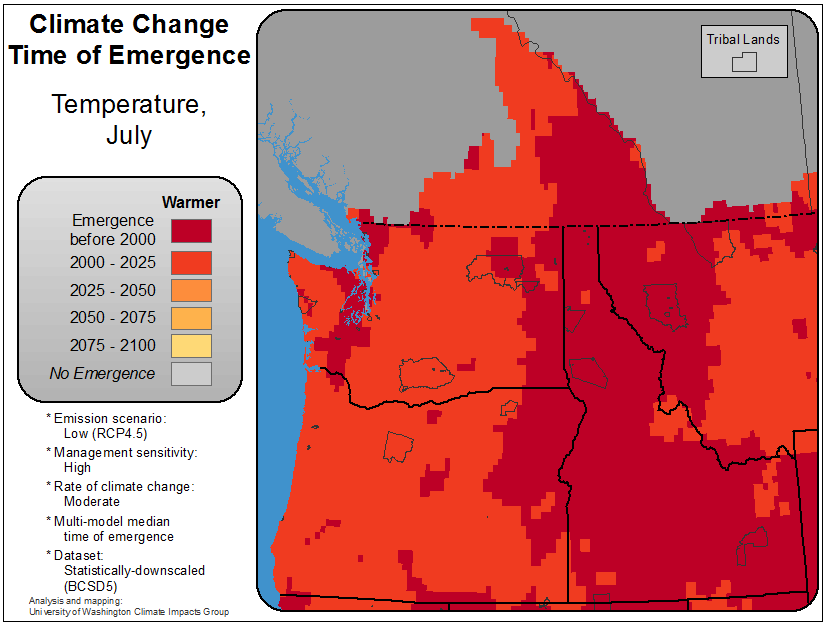 Climate Change
Time of Emergence
Temperature,
July
Warmer
Emergence
before 2000
2000 - 2025
2025 - 2050
2050 - 2075
2075 - 2100
No Emergence
* Emission scenario:
Low (RCP4.5)
* Management sensitivity:
High
* Rate of climate change:
Moderate
* Multi-model median
time of emergence
* Dataset:
Statistically-downscaled
(BCSD5)
Analysis and mapping:
University of Washington Climate Impacts Group
Tribal Lands